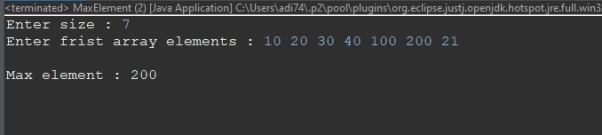 <terminated> MaxElement (2) [Java Application] C:\Users\adi74\.p2\pool\plugins\org.eclipse.justj.openjdk.hotspot.jre.full.win3
Enter size : 7
Enter frist array elements : 10 20 30 40 100 200 21
Max element : 200